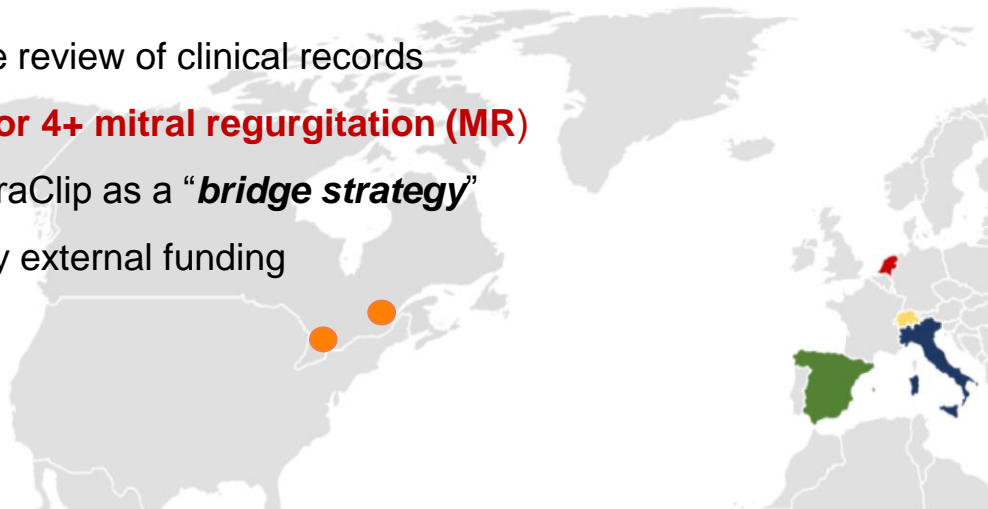 e review of clinical records
or 4+ mitral regurgitation (MR)
raClip as a “bridge strategy”
y external funding